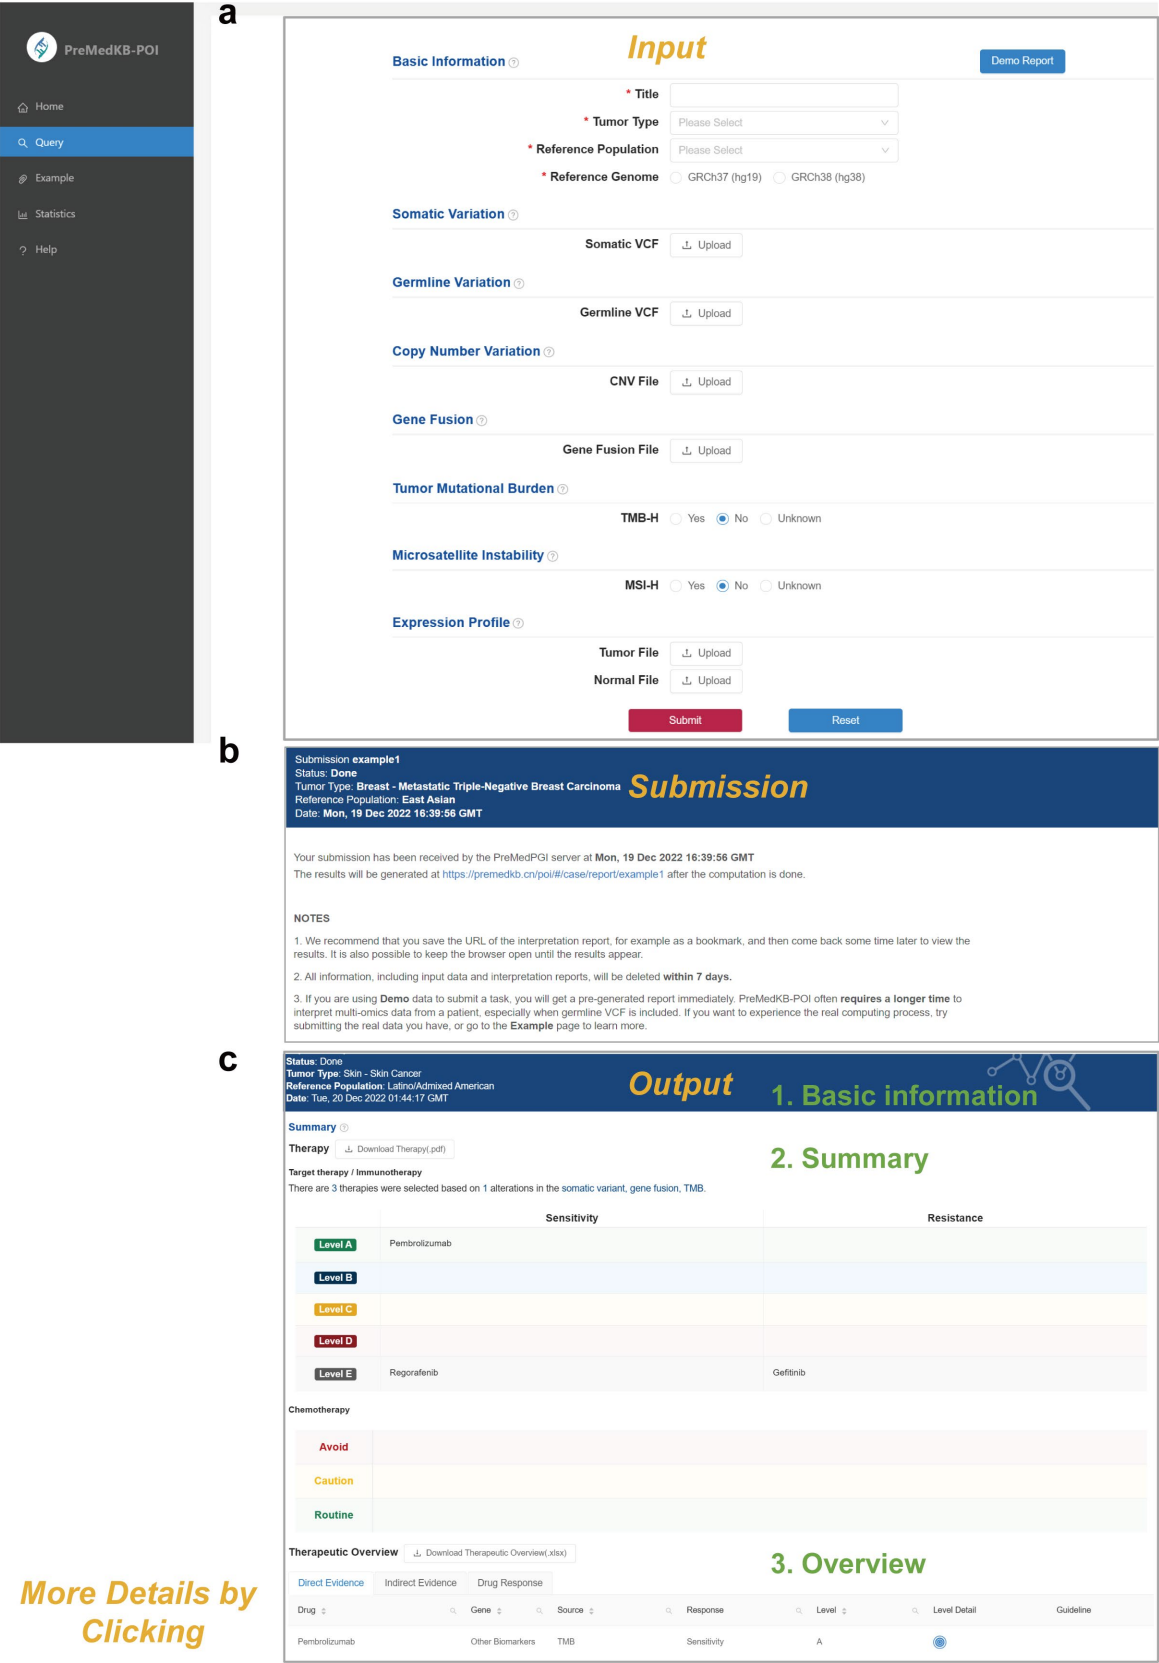 a
PreMedKB-POI
Home
Query
Example
Statistics
Help
Input
Basic Information
Demo Report
* Title
* Tumor Type Please Select
* Reference Population Please Select
* Reference Genome GRCh37 (hg19) GRCh38 (hg38)
Somatic Variation
Somatic VCF Upload
Germline Variation
Germline VCF Upload
Copy Number Variation
CNV File Upload
Gene Fusion
Gene Fusion File Upload
Tumor Mutational Burden
TMB-H Yes No Unknown
Microsatellite Instability
MSI-H Yes No Unknown
Expression Profile
Tumor File Upload
Normal File Upload
Submit Reset
b
Submission example1
Status: Done
Tumor Type: Breast - Metastatic Triple-Negative Breast Carcinoma
Reference Population: East Asian
Date: Mon, 19 Dec 2022 16:39:56 GMT
Submission
Your submission has been received by the PreMedPGI server at Mon, 19 Dec 2022 16:39:56 GMT
The results will be generated at https://premedkb.cn/poi/#/case/report/example1 after the computation is done.
NOTES
1. We recommend that you save the URL of the interpretation report, for example as a bookmark, and then come back some time later to view the
results. It is also possible to keep the browser open until the results appear.
2. All information, including input data and interpretation reports, will be deleted within 7 days.
3. If you are using Demo data to submit a task, you will get a pre-generated report immediately. PreMedKB-POI often requires a longer time to
interpret multi-omics data from a patient, especially when germline VCF is included. If you want to experience the real computing process, try
submitting the real data you have, or go to the Example page to learn more.
c
Status: Done
Tumor Type: Skin - Skin Cancer
Reference Population: Latino/Admixed American
Date: Tue, 20 Dec 2022 01:44:17 GMT
Output
1. Basic information
Summary
Therapy Download Therapy(.pdf)
2. Summary
Target therapy / Immunotherapy
There are 3 therapies were selected based on 1 alterations in the somatic variant, gene fusion, TMB.
Sensitivity Resistance
Level A Pembrolizumab
Level B
Level C
Level D
Level E Regorafenib Gefitinib
Chemotherapy
Avoid
Caution
Routine
Therapeutic Overview Download Therapeutic Overview(.xlsx)
3. Overview
Direct Evidence Indirect Evidence Drug Response
Drug Gene Source Response Level Level Detail Guideline
Pembrolizumab Other Biomarkers TMB Sensitivity A
More Details by
Clicking